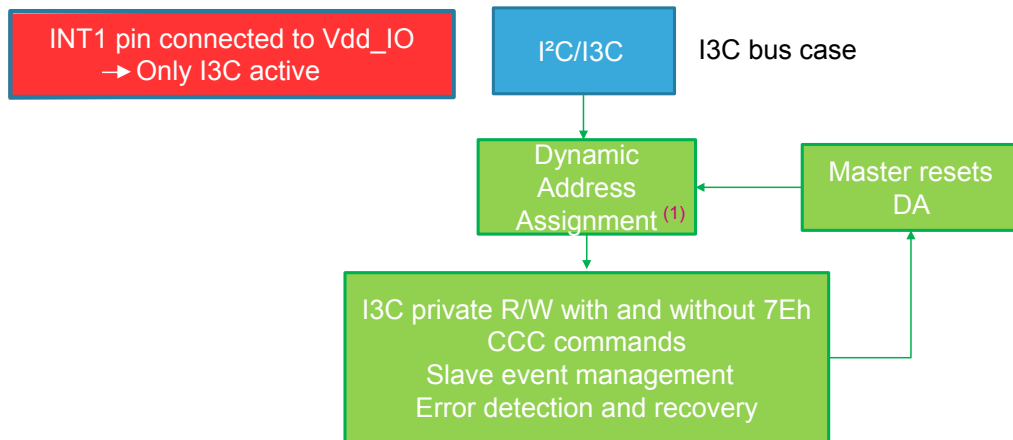 INT1 pin connected to Vdd_IO
→ Only I3C active
I²C/I3C
I3C bus case
Dynamic
Address
Assignment (1)
Master resets
DA
I3C private R/W with and without 7Eh
CCC commands
Slave event management
Error detection and recovery